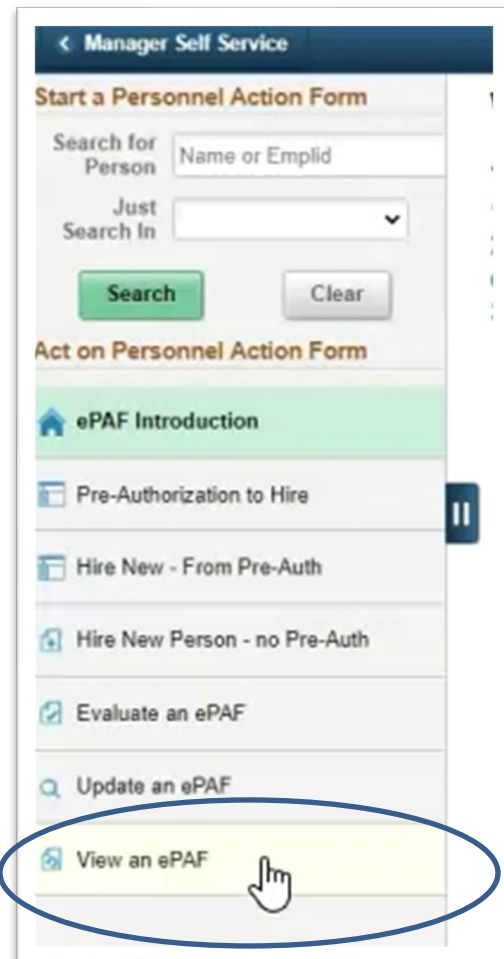 < Manager Self Service
Start a Personnel Action Form
Search for
Person
Name or Emplid
Just
Search In
Search
Clear
Act on Personnel Action Form
ePAF Introduction
Pre-Authorization to Hire
Hire New - From Pre-Auth
Hire New Person - no Pre-Auth
Evaluate an ePAF
Update an ePAF
View an ePAF